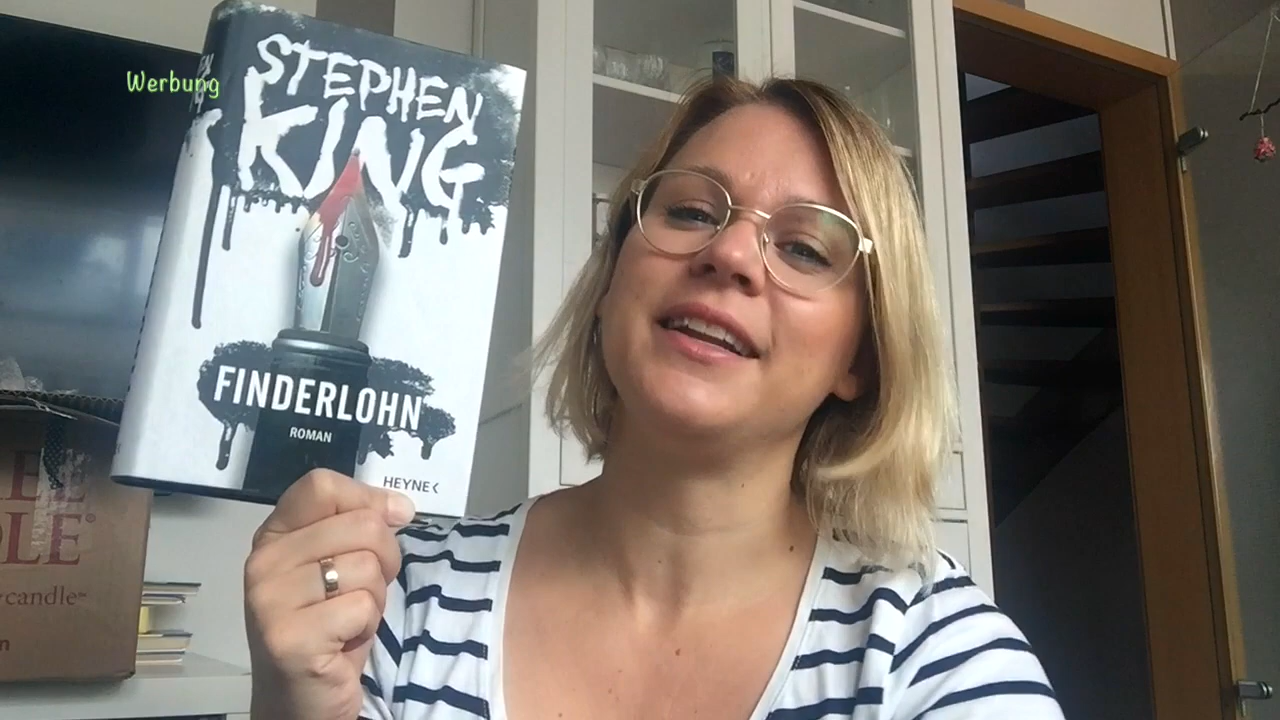 Werbung
STEPHEN
KING
FINDERLOHN
ROMAN
HEYNE<
candle